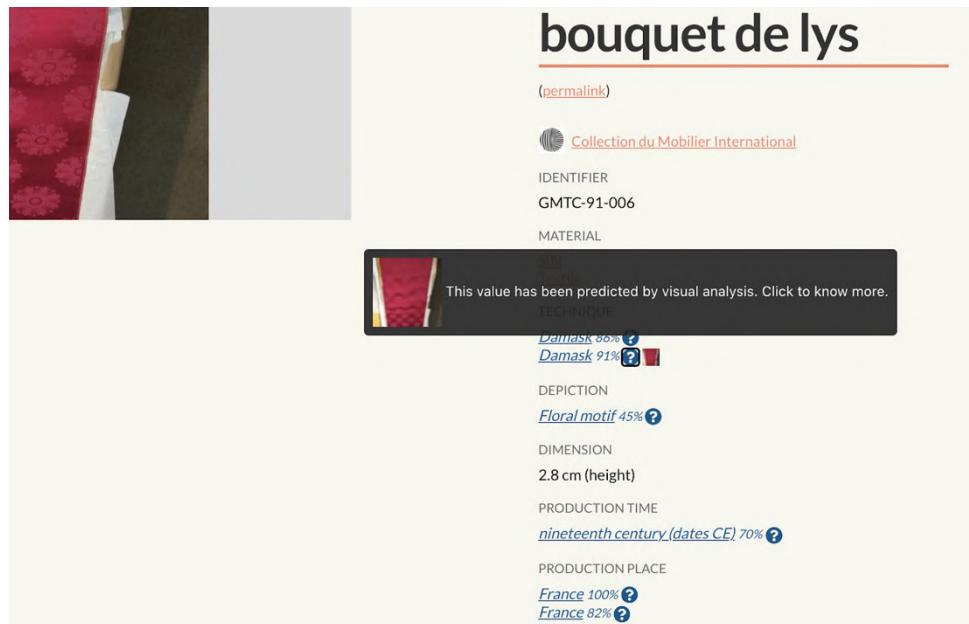 bouquet de lys
(permalink)
Collection du Mobilier International
IDENTIFIER
GMTC-91-006
MATERIAL
This value has been predicted by visual analysis. Click to know more.
TECHNIQUE
Damask 86%
Damask 91%
DEPICTION
Floral motif 45%
DIMENSION
2.8 cm (height)
PRODUCTION TIME
nineteenth century (dates CE) 70%
PRODUCTION PLACE
France 100%
France 82%